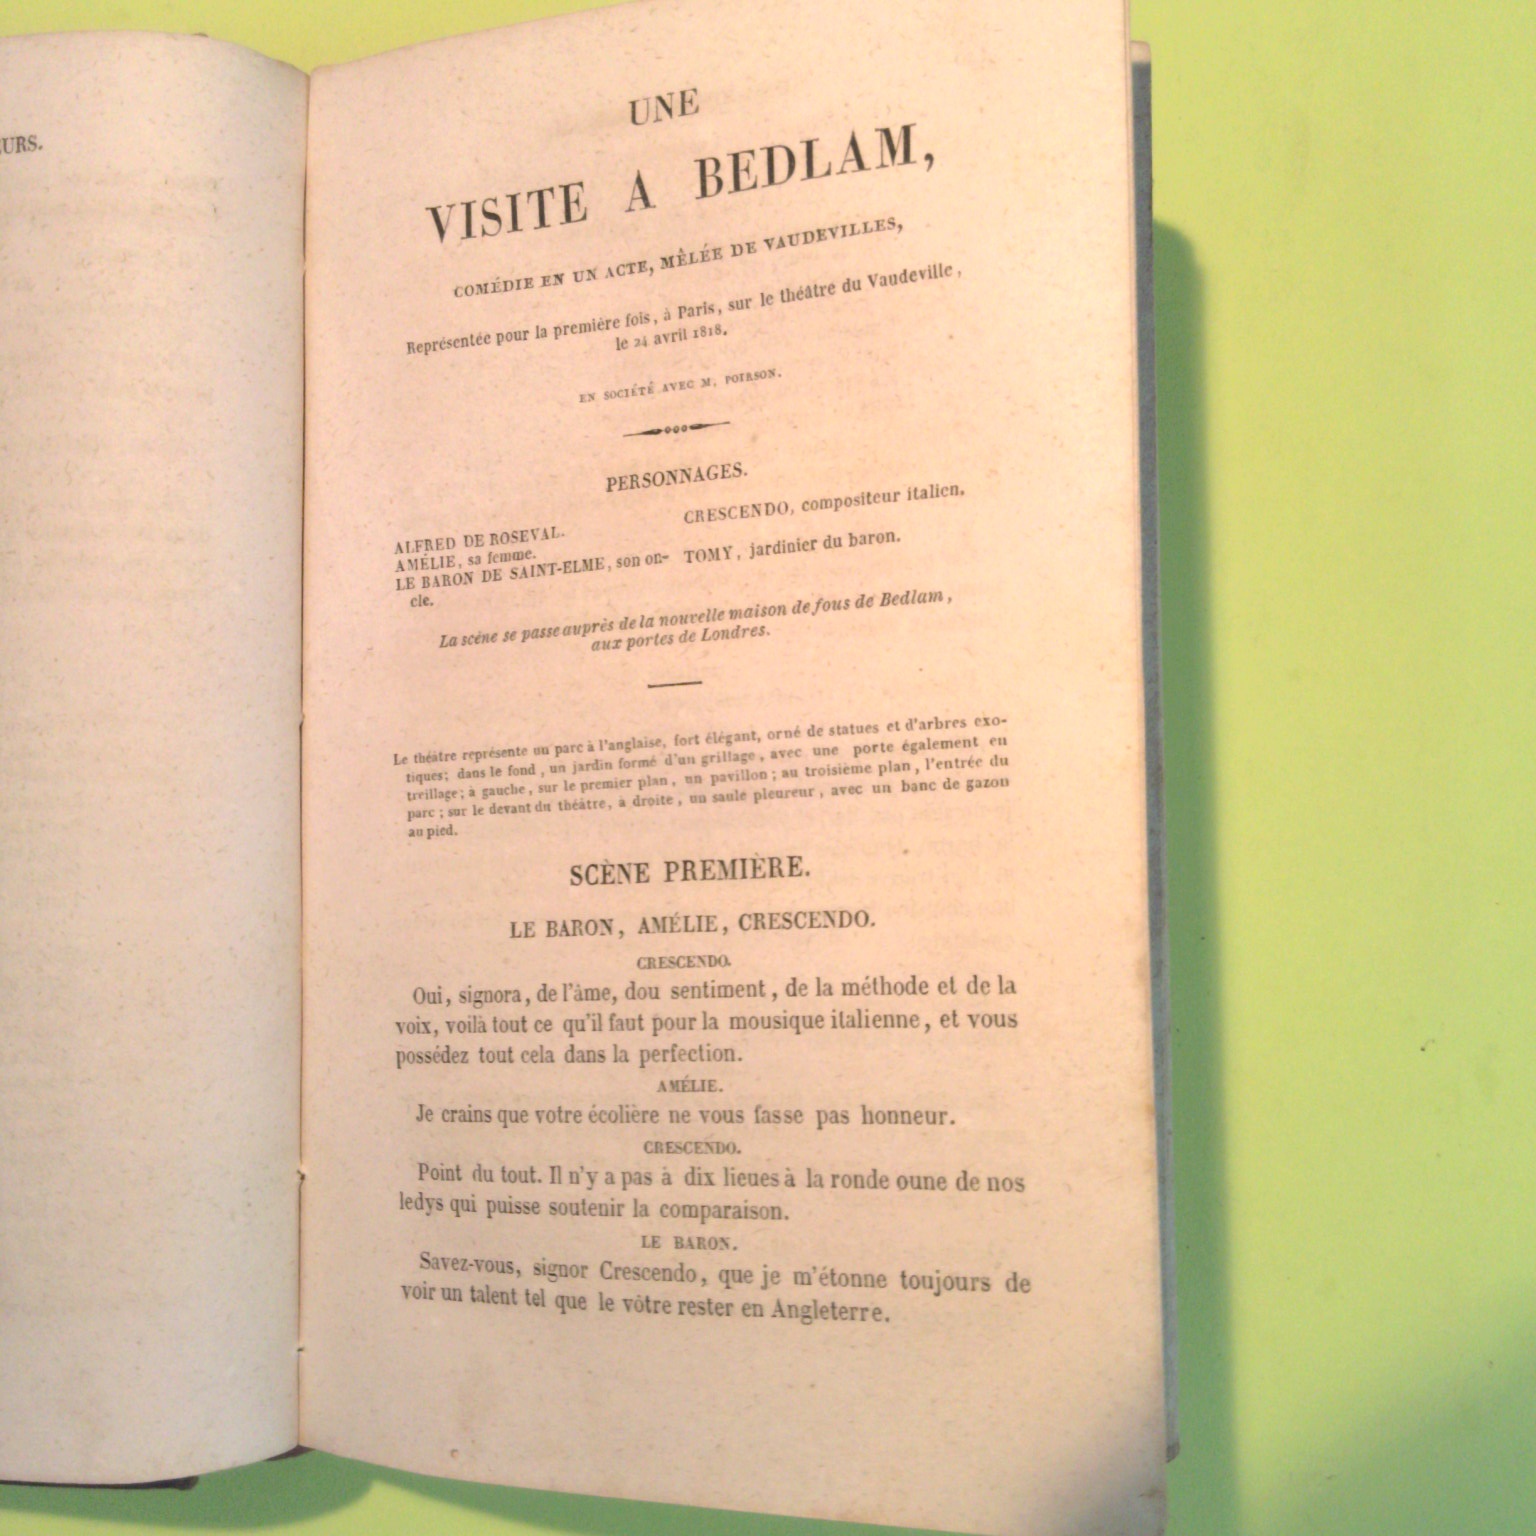 EURS.
UNE
VISITE A BEDLAM,
COMÉDIE EN UN ACTE, MÊLÉE DE VAUDEVILLES,
Représentée pour la première fois, à Paris, sur le théâtre du Vaudeville,
le 24 avril 1818.
EN SOCIÉTÉ AVEC M. POIRSON.
PERSONNAGES.
ALFRED DE ROSEVAL.
AMÉLIE, sa femme.
LE BARON DE SAINT-ELME, son on-
cle.
CRESCENDO, compositeur italien.
TOMY, jardinier du baron.
La scène se passe auprès de la nouvelle maison de fous de Bedlam,
aux portes de Londres.
Le théâtre représente un parc à l'anglaise, fort élégant, orné de statues et d'arbres exo-
tiques; dans le fond, un jardin formé d'un grillage, avec une porte également en
treillage; à gauche, sur le premier plan, un pavillon; au troisième plan, l'entrée du
parc; sur le devant du théâtre, à droite, un saule pleureur, avec un banc de gazon
au pied.
SCÈNE PREMIÈRE.
LE BARON, AMÉLIE, CRESCENDO.
CRESCENDO.
Oui, signora, de l'âme, dou sentiment, de la méthode et de la
voix, voilà tout ce qu'il faut pour la mousique italienne, et vous
possédez tout cela dans la perfection.
AMÉLIE.
Je crains que votre écolière ne vous fasse pas honneur.
CRESCENDO.
Point du tout. Il n'y a pas à dix lieues à la ronde oune de nos
ledys qui puisse soutenir la comparaison.
LE BARON.
Savez-vous, signor Crescendo, que je m'étonne toujours de
voir un talent tel que le vôtre rester en Angleterre.